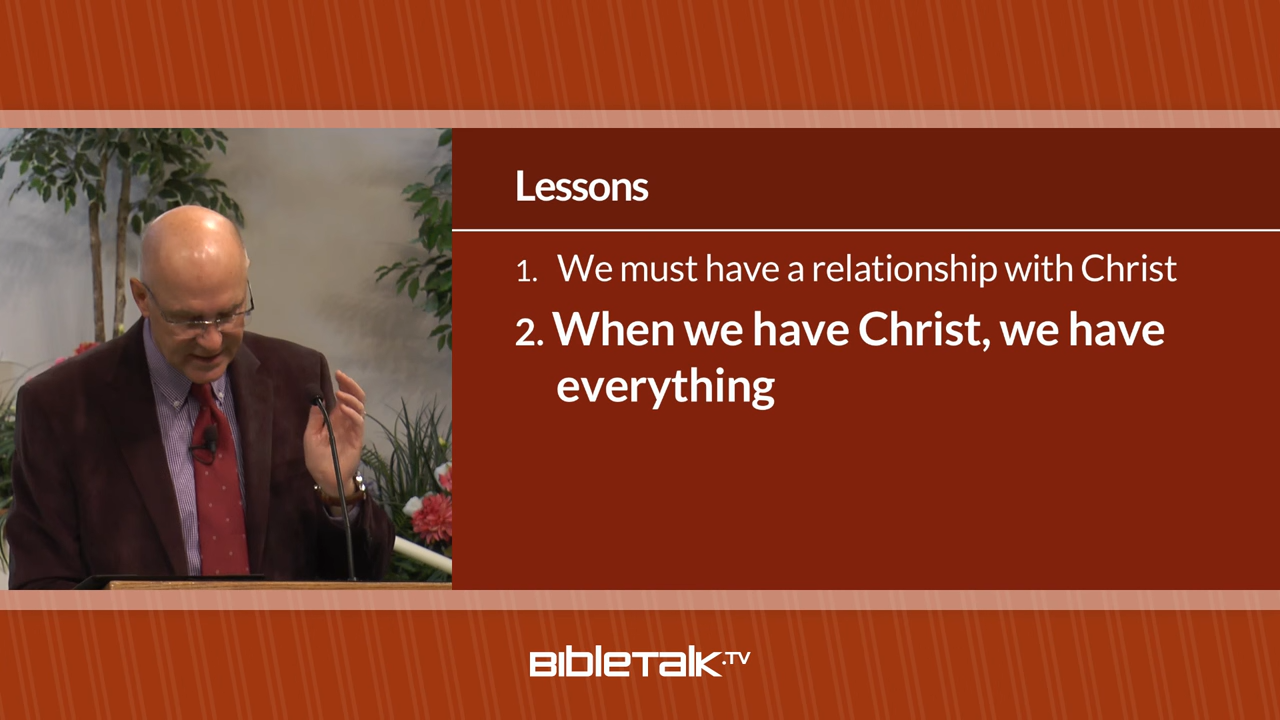 Lessons
1. We must have a relationship with Christ
2. When we have Christ, we have
everything
BibleTalk.TV